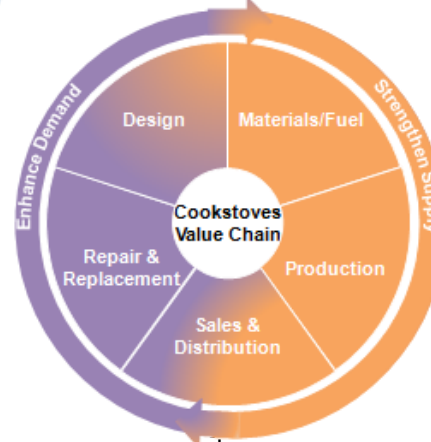 Design
Materials/Fuel
Enhance Demand
Strengthen Supply
Cookstoves
Value Chain
Repair &
Replacement
Production
Sales &
Distribution